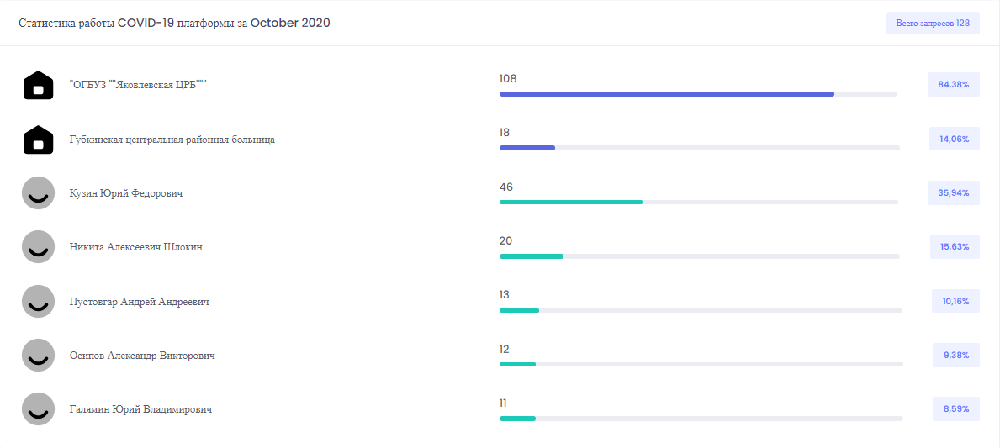 Статистика работы COVID-19 платформы за October 2020
Всего запросов 128
"ОГБУЗ ""Яковлевская ЦРБ"""
108
84,38%
Губкинская центральная районная больница
18
14,06%
Кузин Юрий Федорович
46
35,94%
Никита Алексеевич Шлокин
20
15,63%
Пустовгар Андрей Андреевич
13
10,16%
Осипов Александр Викторович
12
9,38%
Галямин Юрий Владимирович
11
8,59%